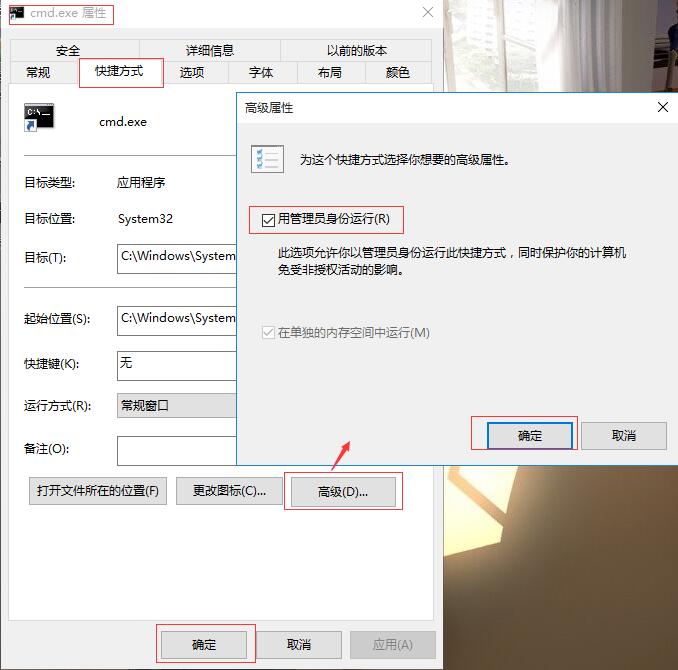 cmd.exe 属性
安全
详细信息
以前的版本
常规
快捷方式
选项
字体
布局
颜色
C:\
cmd.exe
目标类型:
应用程序
目标位置:
System32
目标(T):
C:\Windows\System
起始位置(S):
C:\Windows\System
快捷键(K):
无
运行方式(R):
常规窗口
备注(O):
打开文件所在的位置(F)
更改图标(C)...
高级(D)...
确定
取消
应用(A)
高级属性
为这个快捷方式选择你想要的高级属性。
用管理员身份运行(R)
此选项允许你以管理员身份运行此快捷方式，同时保护你的计算机
免受非授权活动的影响。
在单独的内存空间中运行(M)
确定
取消